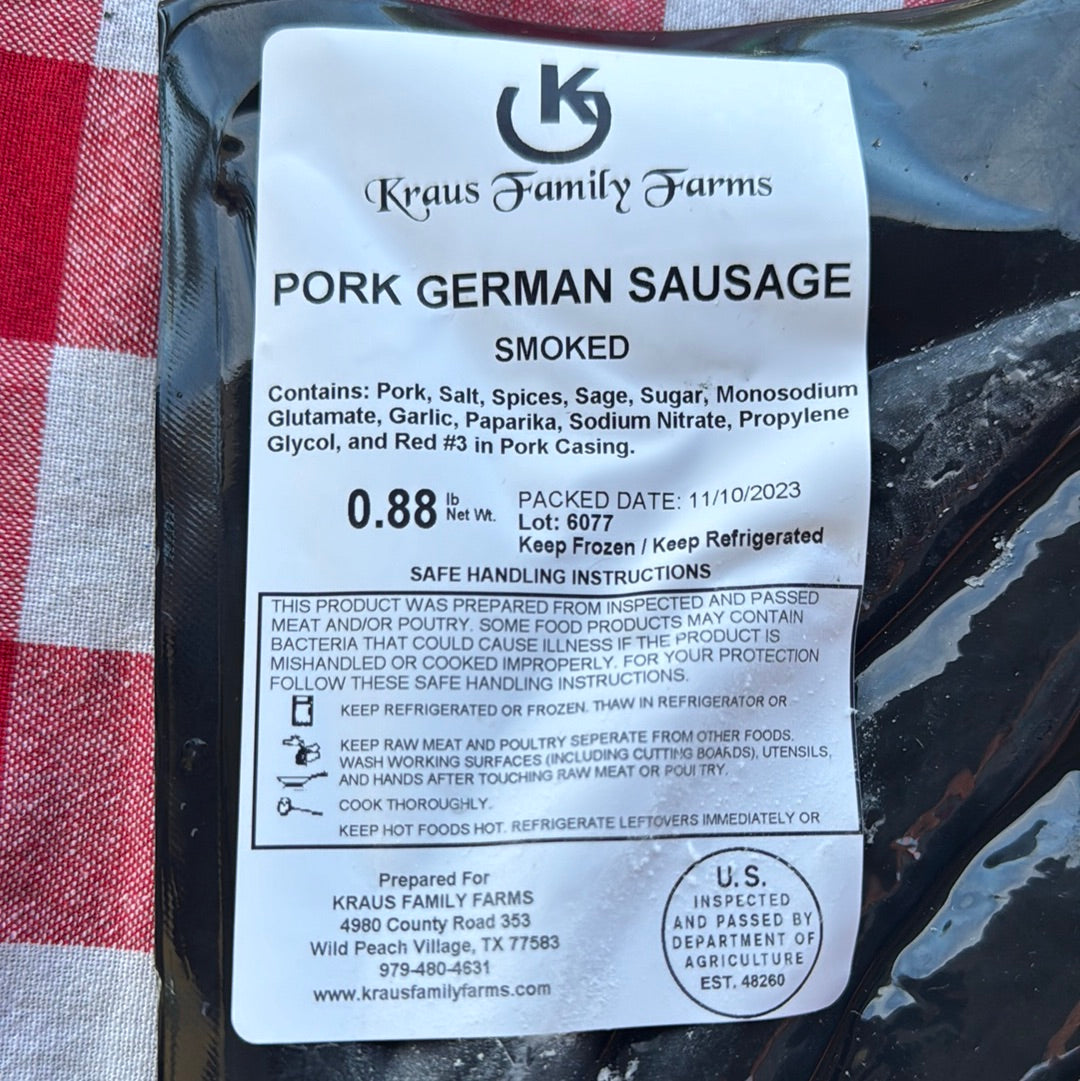 K
Kraus Family Farms
PORK GERMAN SAUSAGE
SMOKED
Contains: Pork, Salt, Spices, Sage, Sugar, Monosodium
Glutamate, Garlic, Paparika, Sodium Nitrate, Propylene
Glycol, and Red #3 in Pork Casing.
0.88 lb Net Wt.
PACKED DATE: 11/10/2023
Lot: 6077
Keep Frozen / Keep Refrigerated
SAFE HANDLING INSTRUCTIONS
THIS PRODUCT WAS PREPARED FROM INSPECTED AND PASSED
MEAT AND/OR POUTRY. SOME FOOD PRODUCTS MAY CONTAIN
BACTERIA THAT COULD CAUSE ILLNESS IF THE PRODUCT IS
MISHANDLED OR COOKED IMPROPERLY. FOR YOUR PROTECTION
FOLLOW THESE SAFE HANDLING INSTRUCTIONS.
KEEP REFRIGERATED OR FROZEN. THAW IN REFRIGERATOR OR
KEEP RAW MEAT AND POULTRY SEPERATE FROM OTHER FOODS.
WASH WORKING SURFACES (INCLUDING CUTTING BOARDS), UTENSILS,
AND HANDS AFTER TOUCHING RAW MEAT OR POULTRY.
COOK THOROUGHLY.
KEEP HOT FOODS HOT. REFRIGERATE LEFTOVERS IMMEDIATELY OR
Prepared For
KRAUS FAMILY FARMS
4980 County Road 353
Wild Peach Village, TX 77583
979-480-4631
www.krausfamilyfarms.com
U.S.
INSPECTED
AND PASSED BY
DEPARTMENT OF
AGRICULTURE
EST. 48260